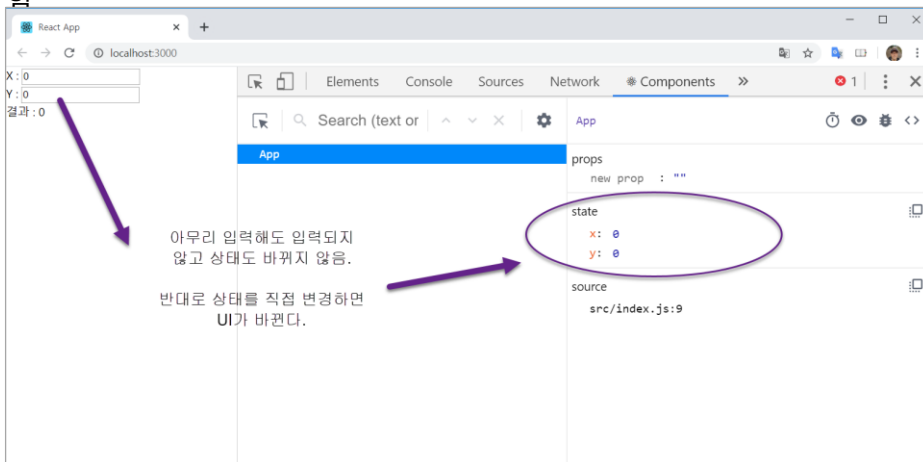 React App
localhost:3000
X : 0
Y : 0
결과 : 0
Elements Console Sources Network Components » 1
Search (text or
App
App
props
new prop : ""
state
x: 0
y: 0
source
src/index.js:9
아무리 입력해도 입력되지
않고 상태도 바뀌지 않음.
반대로 상태를 직접 변경하면
UI가 바뀐다.